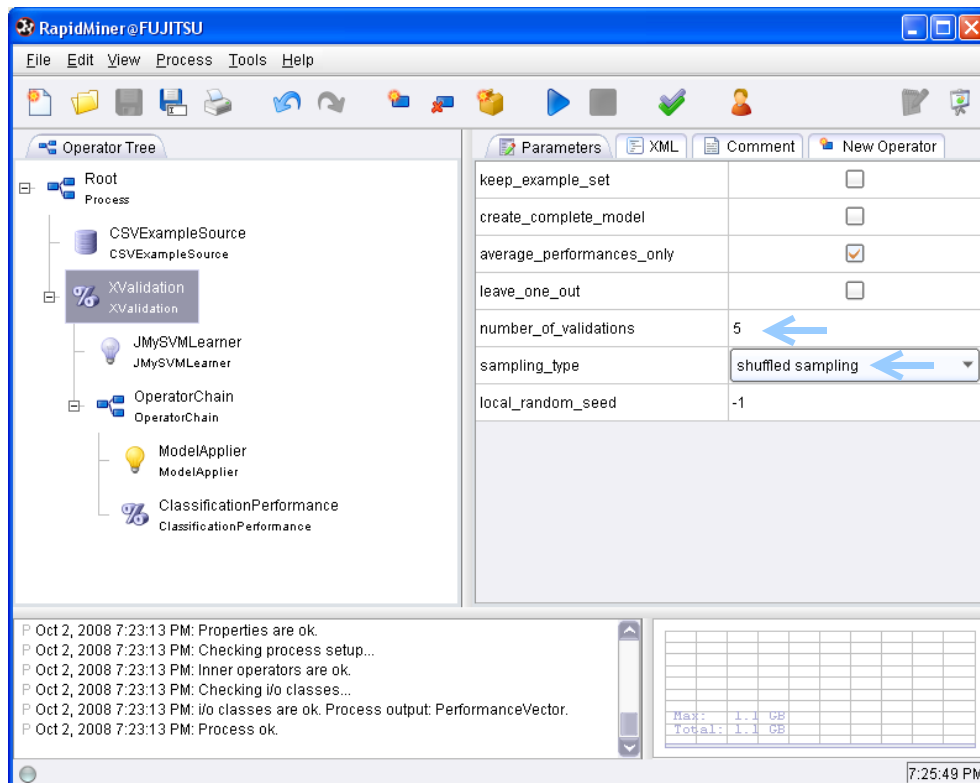 RapidMiner@FUJITSU
File Edit View Process Tools Help
Operator Tree
Root
Process
CSVExampleSource
CSVExampleSource
XValidation
XValidation
JMySVMLearner
JMySVMLearner
OperatorChain
OperatorChain
ModelApplier
ModelApplier
ClassificationPerformance
ClassificationPerformance
Parameters XML Comment New Operator
keep_example_set
create_complete_model
average_performances_only
leave_one_out
number_of_validations 5
sampling_type shuffled sampling
local_random_seed -1
P Oct 2, 2008 7:23:13 PM: Properties are ok.
P Oct 2, 2008 7:23:13 PM: Checking process setup...
P Oct 2, 2008 7:23:13 PM: Inner operators are ok.
P Oct 2, 2008 7:23:13 PM: Checking i/o classes...
P Oct 2, 2008 7:23:13 PM: i/o classes are ok. Process output: PerformanceVector.
P Oct 2, 2008 7:23:13 PM: Process ok.
Max: 1.1 GB
Total: 1.1 GB
7:25:49 PM